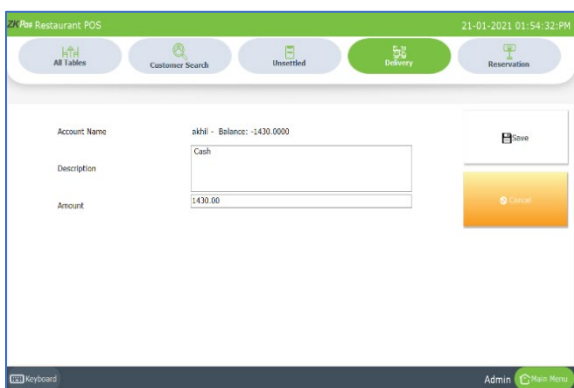 ZKPos Restaurant POS 21-01-2021 01:54:32:PM
All Tables Customer Search Unsettled Delivery Reservation
Account Name akhil - Balance: -1430.0000
Save
Description Cash
Amount 1430.00
Cancel
Keyboard Admin Main Menu